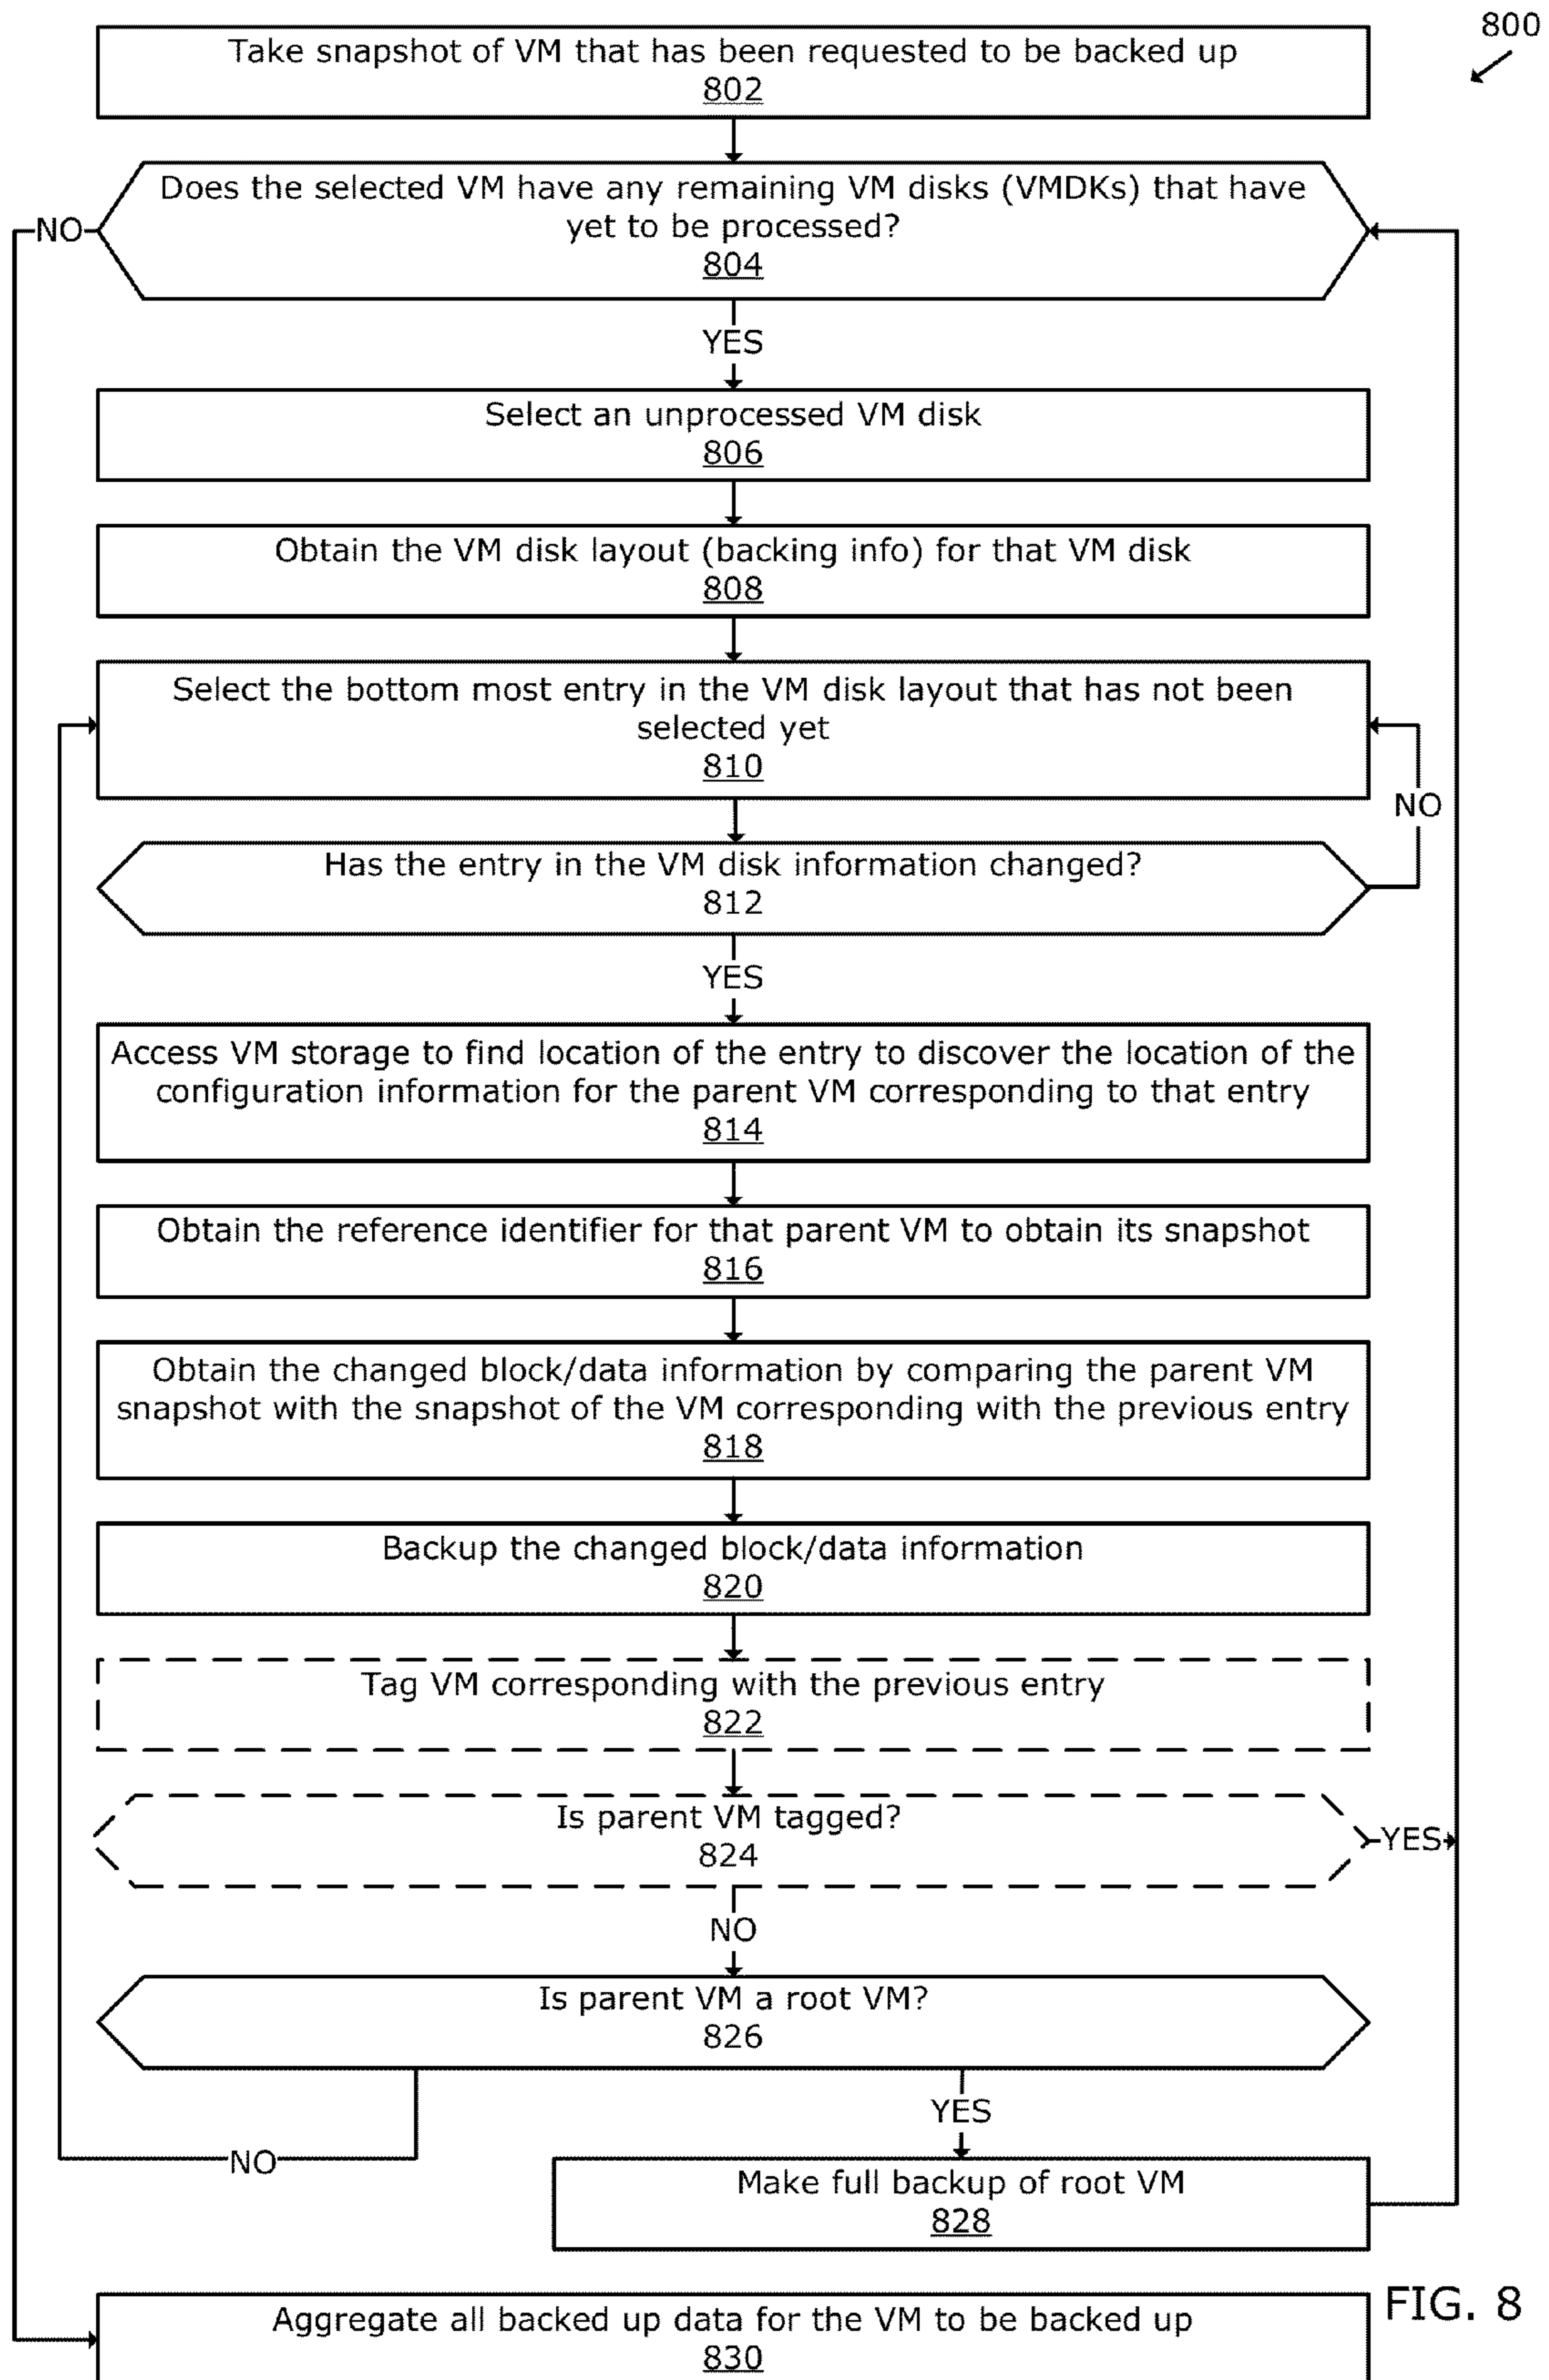 800
Take snapshot of VM that has been requested to be backed up
802
Does the selected VM have any remaining VM disks (VMDKs) that have
yet to be processed?
804
NO
YES
Select an unprocessed VM disk
806
Obtain the VM disk layout (backing info) for that VM disk
808
Select the bottom most entry in the VM disk layout that has not been
selected yet
810
NO
Has the entry in the VM disk information changed?
812
YES
Access VM storage to find location of the entry to discover the location of the
configuration information for the parent VM corresponding to that entry
814
Obtain the reference identifier for that parent VM to obtain its snapshot
816
Obtain the changed block/data information by comparing the parent VM
snapshot with the snapshot of the VM corresponding with the previous entry
818
Backup the changed block/data information
820
Tag VM corresponding with the previous entry
822
Is parent VM tagged?
824
YES
NO
Is parent VM a root VM?
826
YES
NO
Make full backup of root VM
828
Aggregate all backed up data for the VM to be backed up
830
FIG. 8